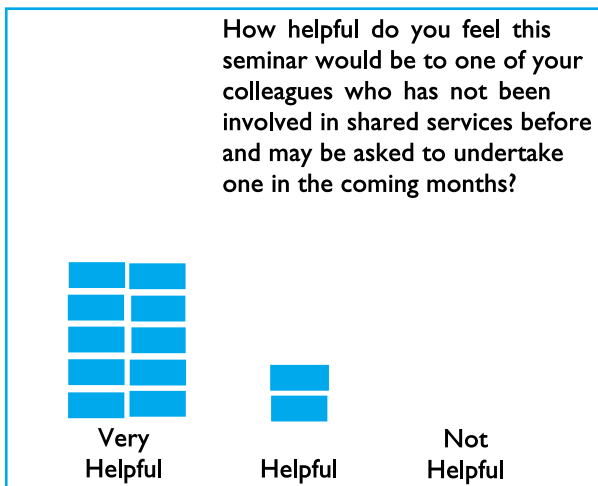 How helpful do you feel this
seminar would be to one of your
colleagues who has not been
involved in shared services before
and may be asked to undertake
one in the coming months?
Very
Helpful
Helpful
Not
Helpful